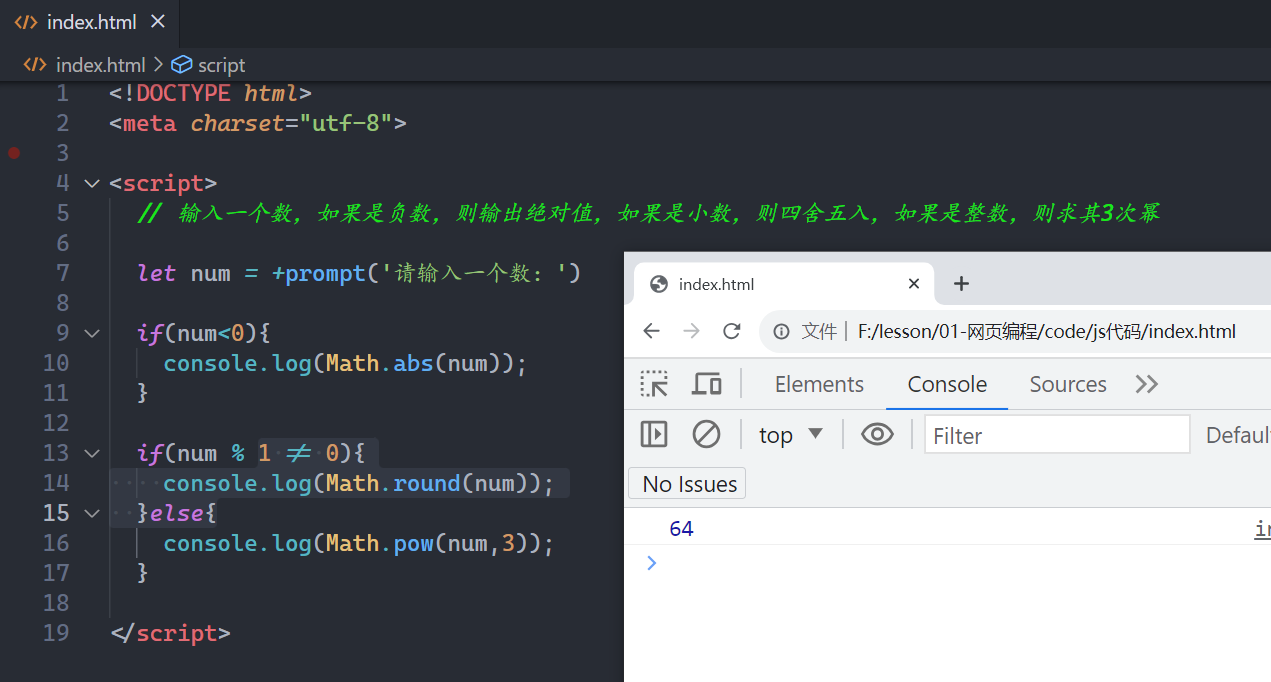 index.html
index.html > script
1 <!DOCTYPE html>
2 <meta charset="utf-8">
3
4 <script>
5 // 输入一个数，如果是负数，则输出绝对值，如果是小数，则四舍五入，如果是整数，则求其3次幂
6
7 let num = +prompt('请输入一个数：')
8
9 if(num<0){
10 console.log(Math.abs(num));
11 }
12
13 if(num % 1 ≠ 0){
14 console.log(Math.round(num));
15 }else{
16 console.log(Math.pow(num,3));
17 }
18
19 </script>
index.html
文件 | F:/lesson/01-网页编程/code/js代码/index.html
Elements Console Sources
top Filter Defaul
No Issues
64 in